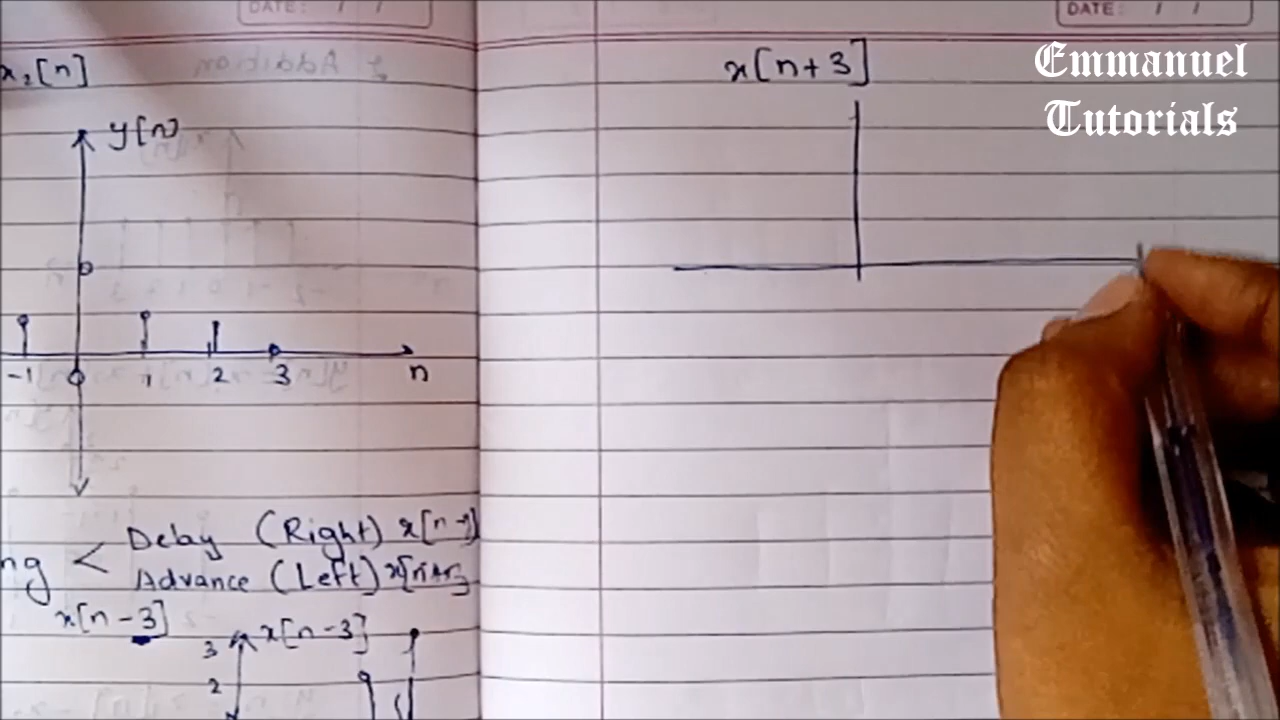 DATE: / /
x₂[n]
y[n]
-1 0 1 2 3 n
Delay (Right) x[n-
Advance (Left) x[n+
x[n-3]
3 x[n-3]
2
DATE: / /
x[n+3]
Emmanuel
Tutorials